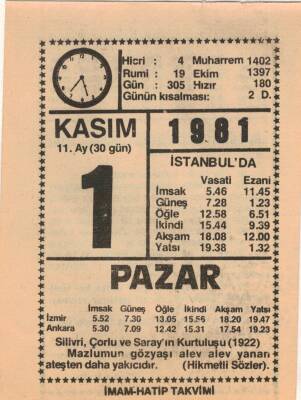 Hicri : 4 Muharrem 1402
Rumi : 19 Ekim 1397
Gün : 305 Hızır 180
Günün kısalması: 2 D.
KASIM
11. Ay (30 gün)
1
1981
İSTANBUL'DA
Vasati Ezani
İmsak 5.46 11.45
Güneş 7.28 1.23
Öğle 12.58 6.51
İkindi 15.44 9.39
Akşam 18.08 12.00
Yatsı 19.38 1.32
PAZAR
İmsak Güneş Öğle İkindi Akşam Yatsı
İzmir 5.52 7.30 13.05 15.56 18.20 19.47
Ankara 5.30 7.09 12.42 15.31 17.54 19.23
Silivri, Çorlu ve Saray'ın Kurtuluşu (1922)
Mazlumun gözyaşı alev alev yanan
ateşten daha yakıcıdır. (Hikmetli Sözler).
İMAM-HATİP TAKVİMİ